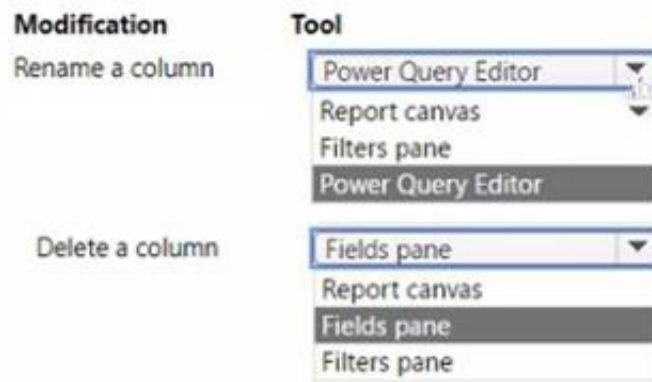 Modification Tool
Rename a column Power Query Editor
Report canvas
Filters pane
Power Query Editor
Delete a column Fields pane
Report canvas
Fields pane
Filters pane